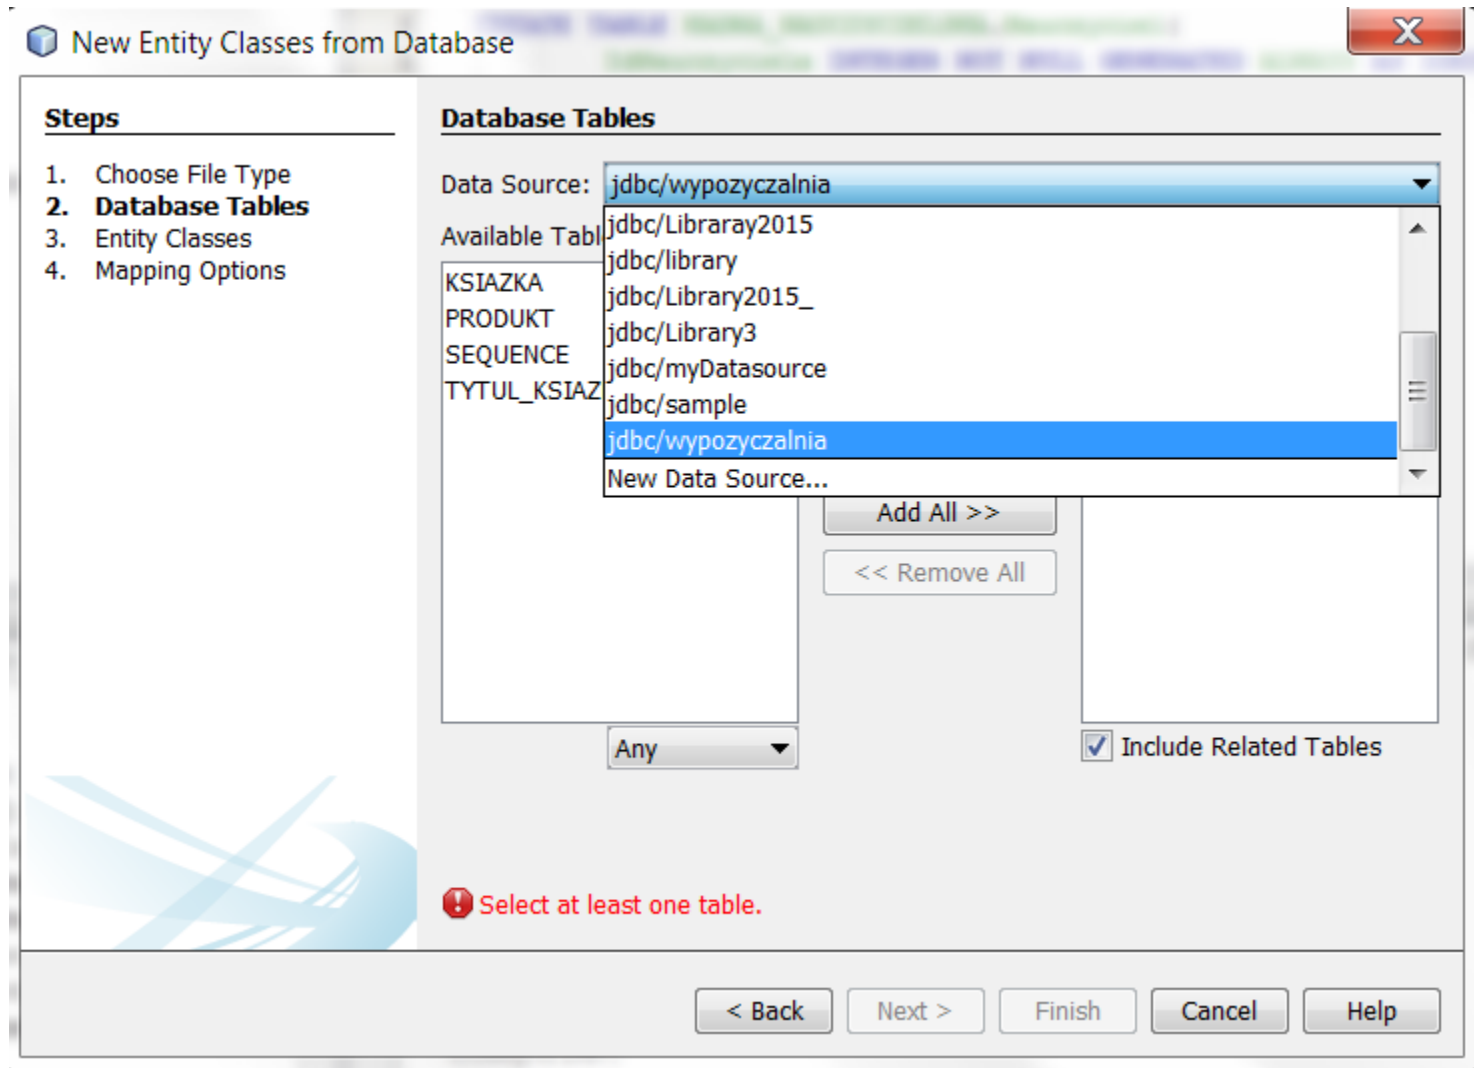 New Entity Classes from Database
Steps
1. Choose File Type
2. Database Tables
3. Entity Classes
4. Mapping Options
Database Tables
Data Source: jdbc/wypozyczalnia
jdbc/Libraray2015
jdbc/library
jdbc/Library2015_
jdbc/Library3
jdbc/myDatasource
jdbc/sample
jdbc/wypozyczalnia
New Data Source...
Available Tabl
KSIAZKA
PRODUKT
SEQUENCE
TYTUL_KSIAZ
Add All >>
<< Remove All
Any
Include Related Tables
Select at least one table.
< Back
Next >
Finish
Cancel
Help